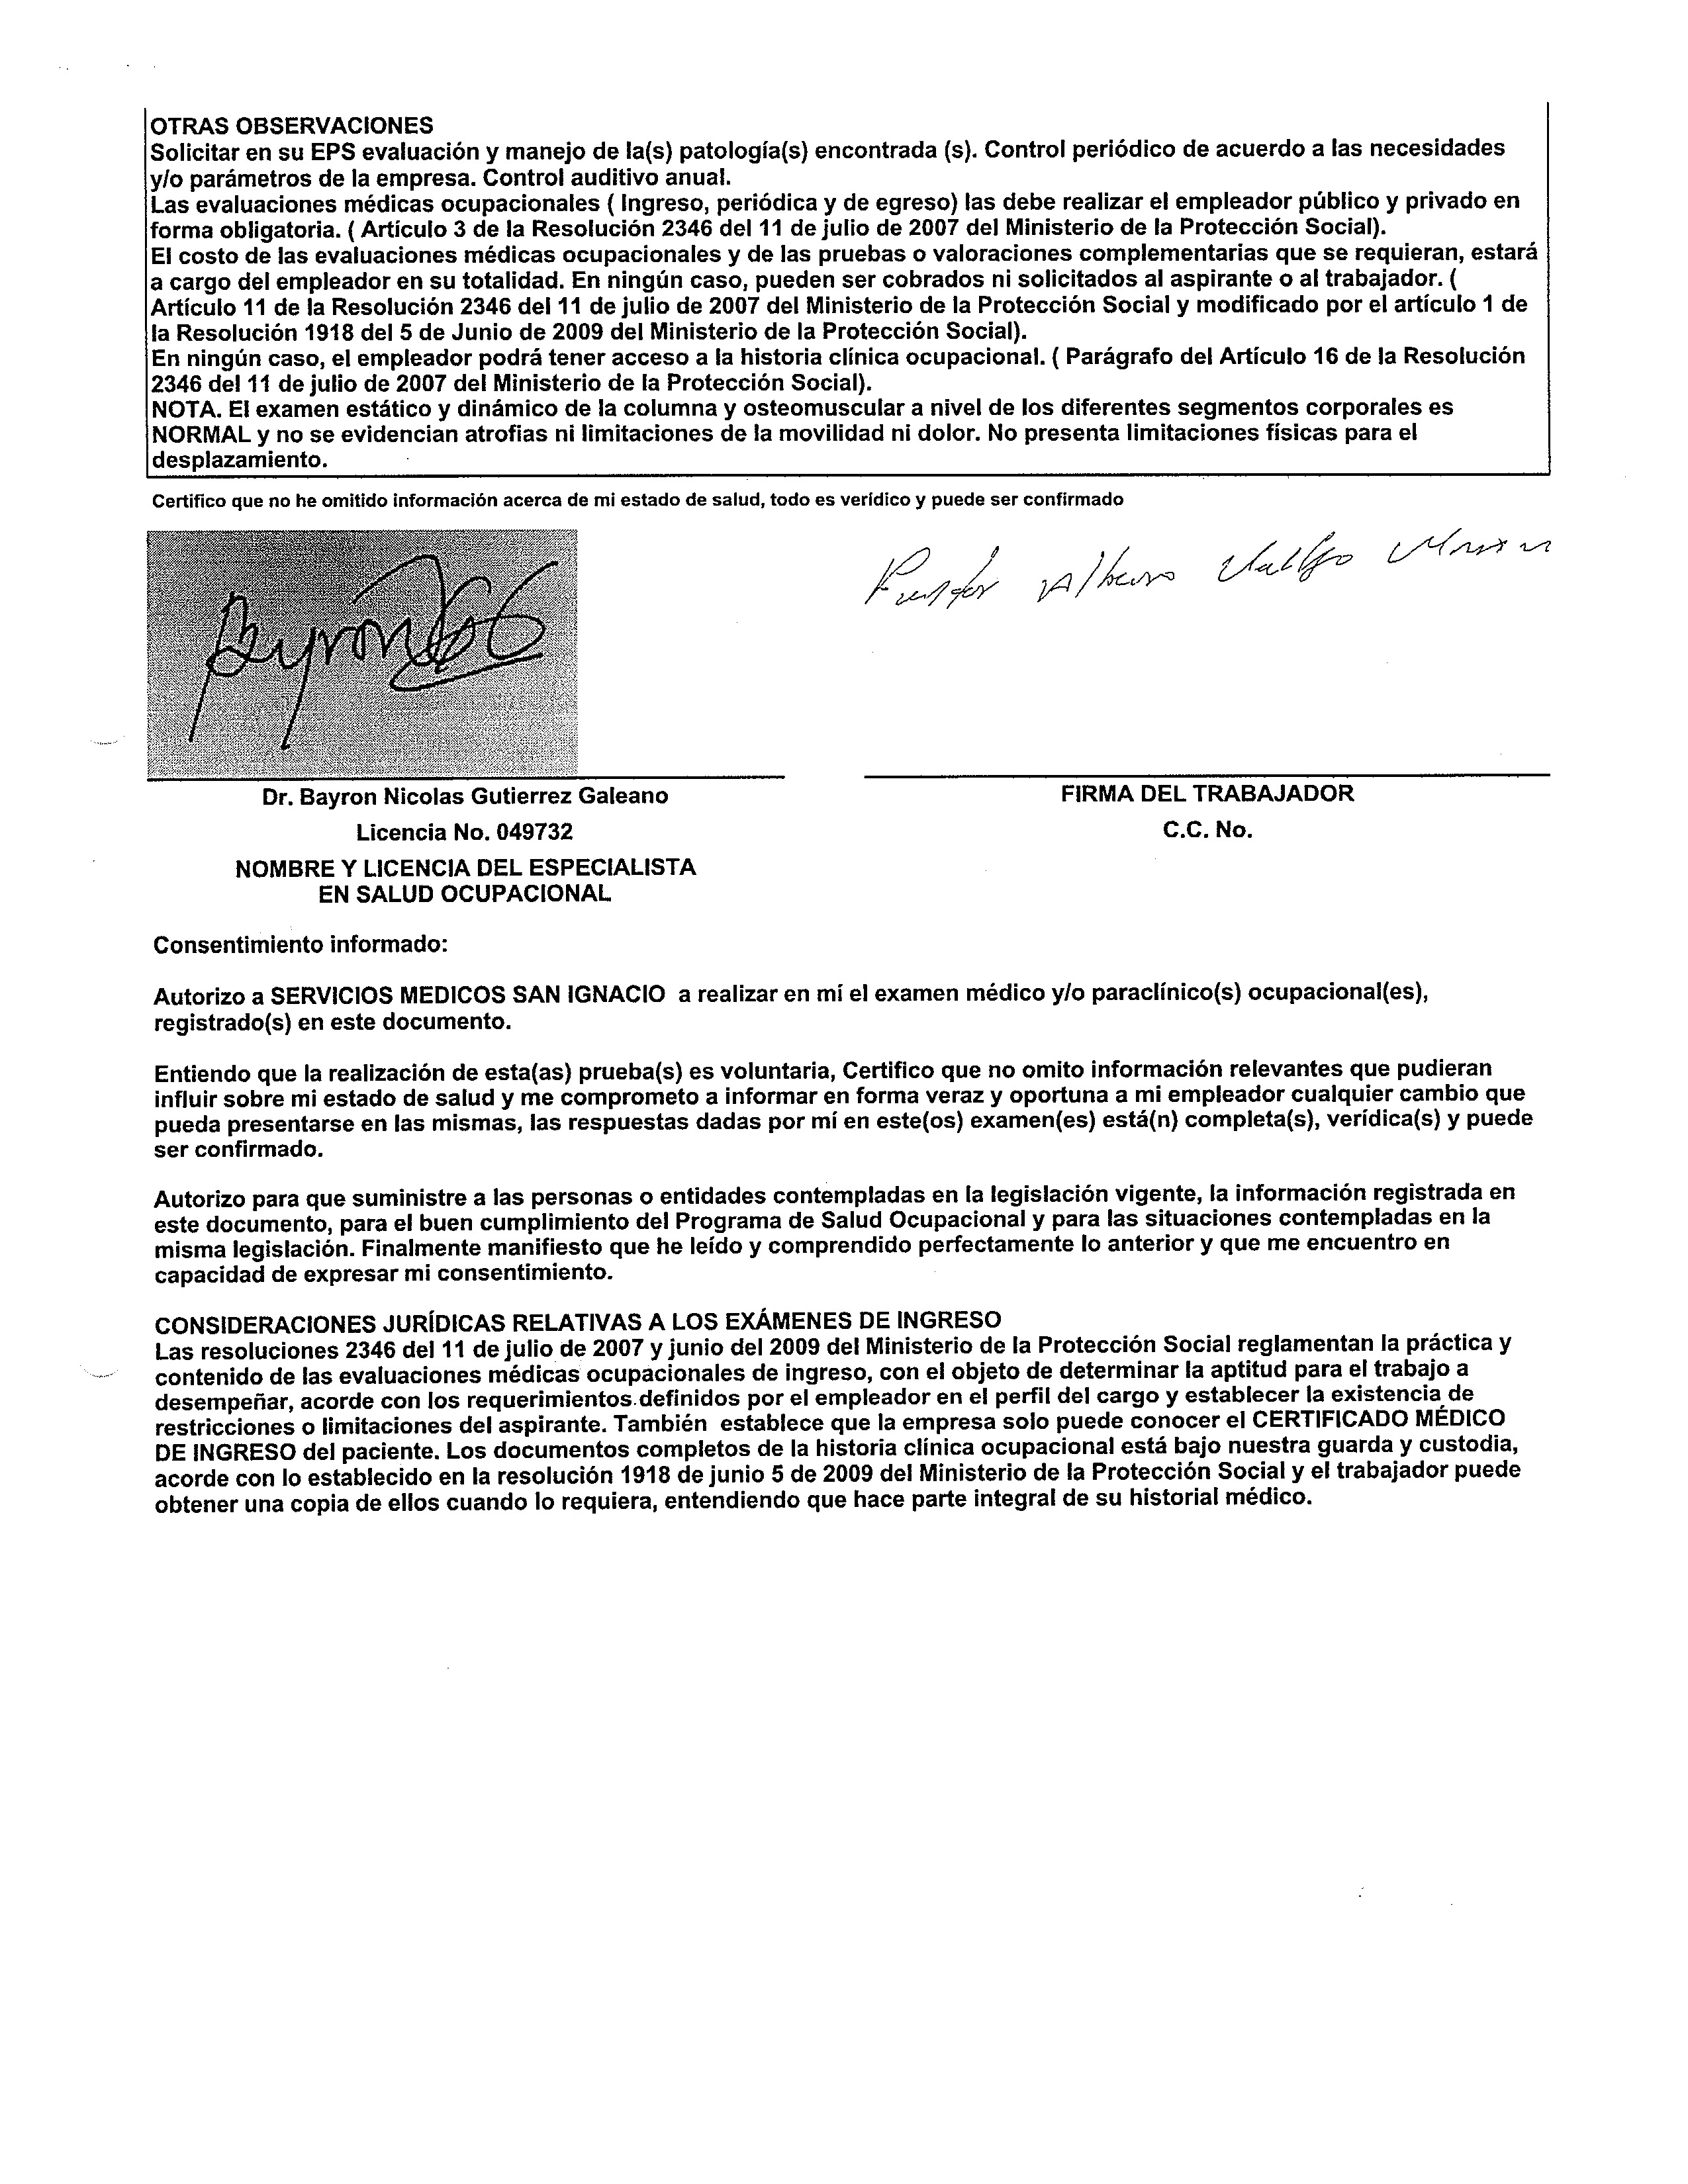 OTRAS OBSERVACIONES
Solicitar en su EPS evaluación y manejo de la(s) patología(s) encontrada (s). Control periódico de acuerdo a las necesidades
y/o parámetros de la empresa. Control auditivo anual.
Las evaluaciones médicas ocupacionales ( Ingreso, periódica y de egreso) las debe realizar el empleador público y privado en
forma obligatoria. ( Artículo 3 de la Resolución 2346 del 11 de julio de 2007 del Ministerio de la Protección Social).
El costo de las evaluaciones médicas ocupacionales y de las pruebas o valoraciones complementarias que se requieran, estará
a cargo del empleador en su totalidad. En ningún caso, pueden ser cobrados ni solicitados al aspirante o al trabajador. (
Artículo 11 de la Resolución 2346 del 11 de julio de 2007 del Ministerio de la Protección Social y modificado por el artículo 1 de
la Resolución 1918 del 5 de Junio de 2009 del Ministerio de la Protección Social).
En ningún caso, el empleador podrá tener acceso a la historia clínica ocupacional. ( Parágrafo del Artículo 16 de la Resolución
2346 del 11 de julio de 2007 del Ministerio de la Protección Social).
NOTA. El examen estático y dinámico de la columna y osteomuscular a nivel de los diferentes segmentos corporales es
NORMAL y no se evidencian atrofias ni limitaciones de la movilidad ni dolor. No presenta limitaciones físicas para el
desplazamiento.
Certifico que no he omitido información acerca de mi estado de salud, todo es verídico y puede ser confirmado
Alberto
Dr. Bayron Nicolas Gutierrez Galeano
Licencia No. 049732
NOMBRE Y LICENCIA DEL ESPECIALISTA
EN SALUD OCUPACIONAL
FIRMA DEL TRABAJADOR
C.C. No.
Consentimiento informado:
Autorizo a SERVICIOS MEDICOS SAN IGNACIO a realizar en mí el examen médico y/o paraclínico(s) ocupacional(es),
registrado(s) en este documento.
Entiendo que la realización de esta(as) prueba(s) es voluntaria, Certifico que no omito información relevantes que pudieran
influir sobre mi estado de salud y me comprometo a informar en forma veraz y oportuna a mi empleador cualquier cambio que
pueda presentarse en las mismas, las respuestas dadas por mí en este(os) examen(es) está(n) completa(s), verídica(s) y puede
ser confirmado.
Autorizo para que suministre a las personas o entidades contempladas en la legislación vigente, la información registrada en
este documento, para el buen cumplimiento del Programa de Salud Ocupacional y para las situaciones contempladas en la
misma legislación. Finalmente manifiesto que he leído y comprendido perfectamente lo anterior y que me encuentro en
capacidad de expresar mi consentimiento.
CONSIDERACIONES JURÍDICAS RELATIVAS A LOS EXÁMENES DE INGRESO
Las resoluciones 2346 del 11 de julio de 2007 y junio del 2009 del Ministerio de la Protección Social reglamentan la práctica y
contenido de las evaluaciones médicas ocupacionales de ingreso, con el objeto de determinar la aptitud para el trabajo a
desempeñar, acorde con los requerimientos definidos por el empleador en el perfil del cargo y establecer la existencia de
restricciones o limitaciones del aspirante. También establece que la empresa solo puede conocer el CERTIFICADO MÉDICO
DE INGRESO del paciente. Los documentos completos de la historia clínica ocupacional está bajo nuestra guarda y custodia,
acorde con lo establecido en la resolución 1918 de junio 5 de 2009 del Ministerio de la Protección Social y el trabajador puede
obtener una copia de ellos cuando lo requiera, entendiendo que hace parte integral de su historial médico.